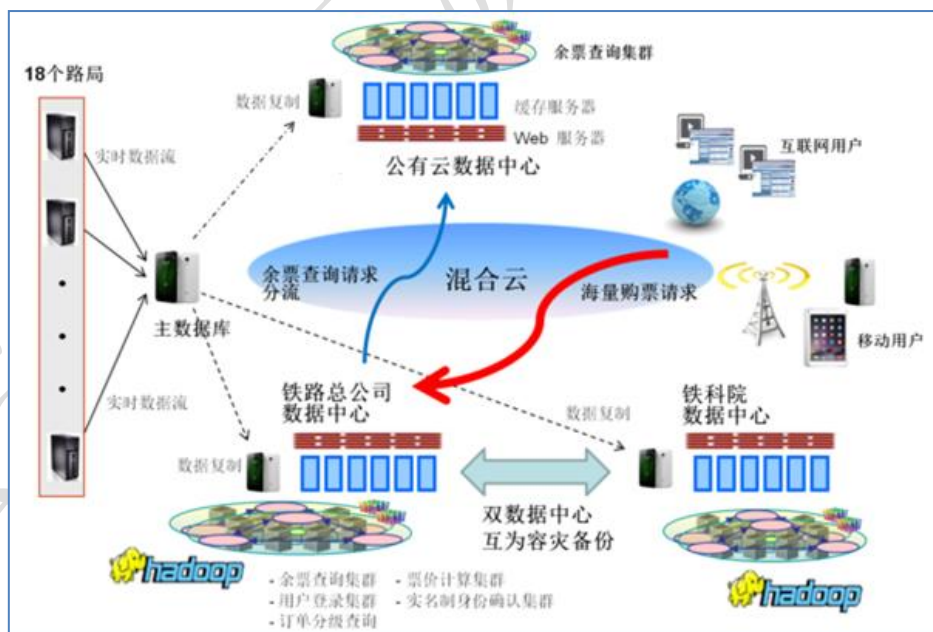 余票查询集群
18个路局
数据复制
缓存服务器
实时数据流
Web 服务器
互联网用户
公有云数据中心
余票查询请求
分流
混合云
海量购票请求
主数据库
移动用户
铁路总公司
数据中心
铁科院
数据中心
实时数据流
数据复制
数据复制
双数据中心
互为容灾备份
hadoop
hadoop
- 余票查询集群
- 票价计算集群
- 用户登录集群
- 实名制身份确认集群
- 订单分级查询